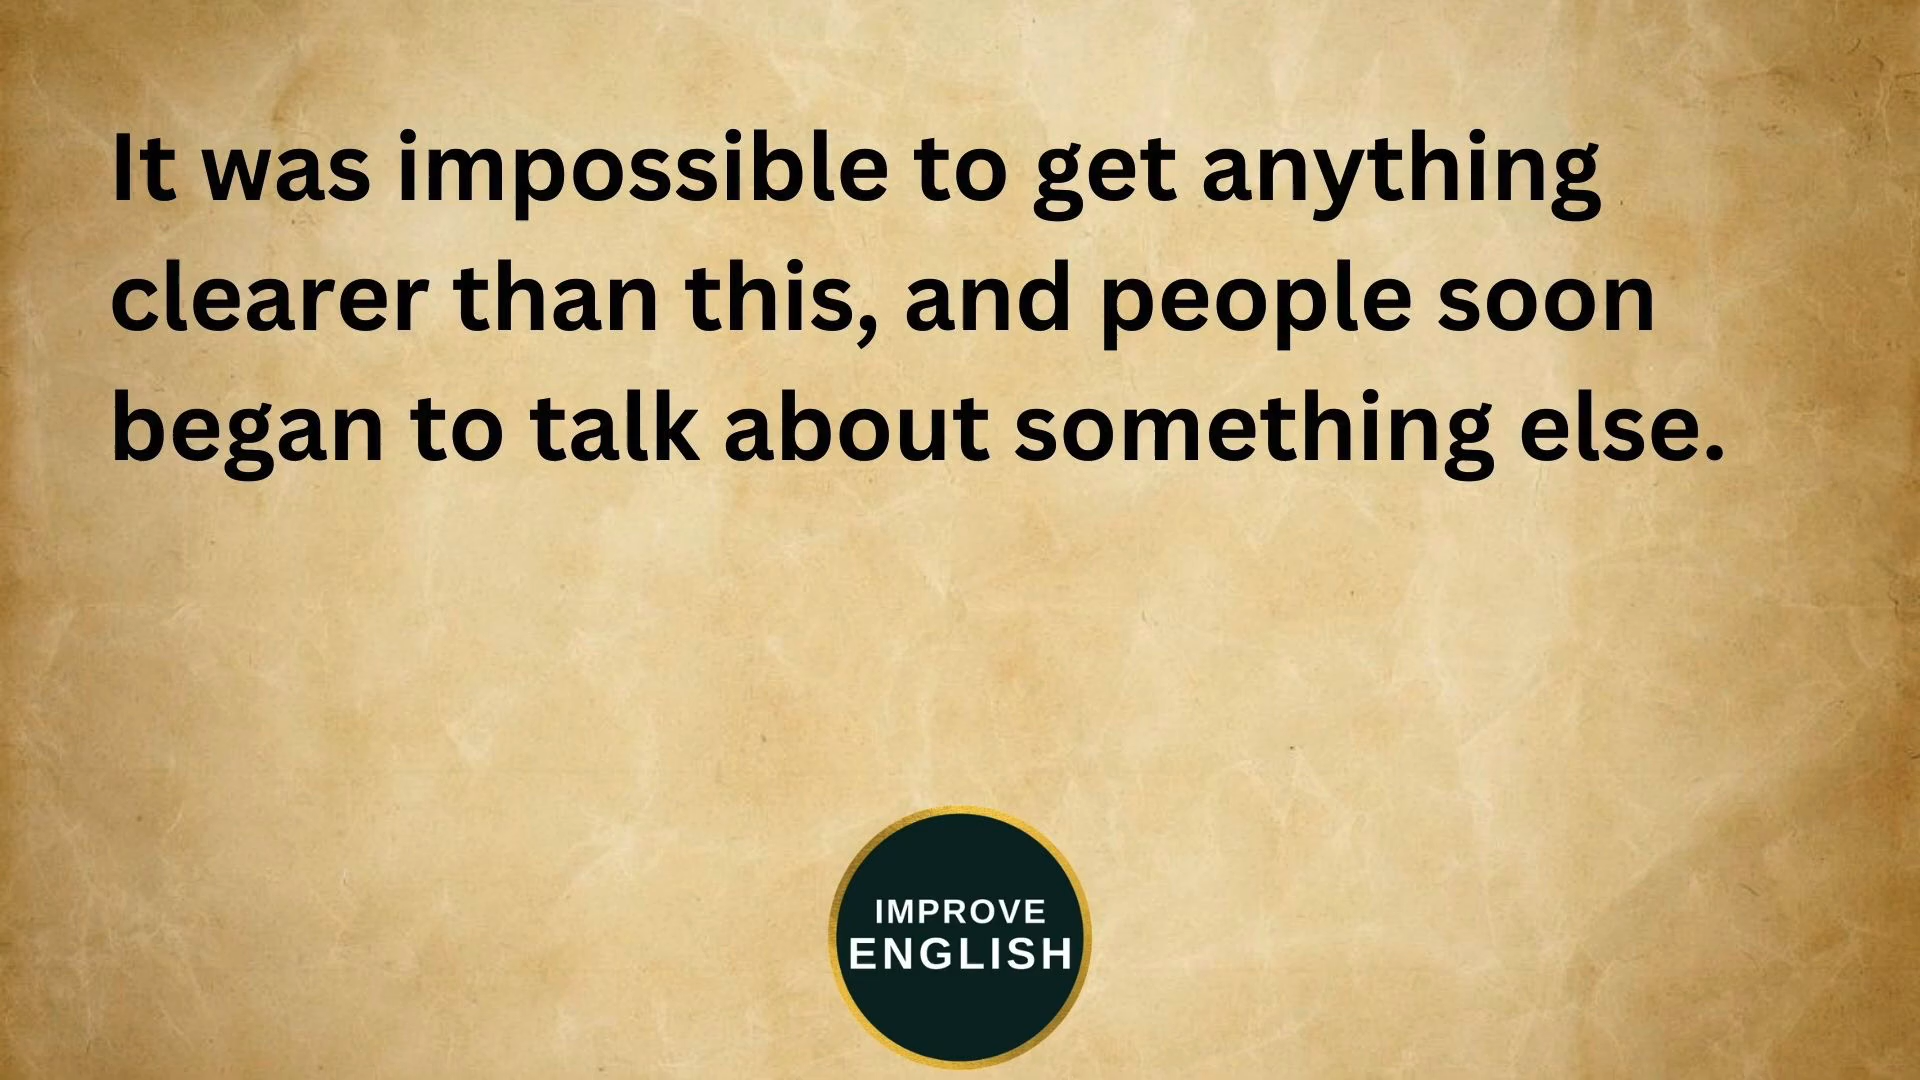 It was impossible to get anything
clearer than this, and people soon
began to talk about something else.
IMPROVE
ENGLISH